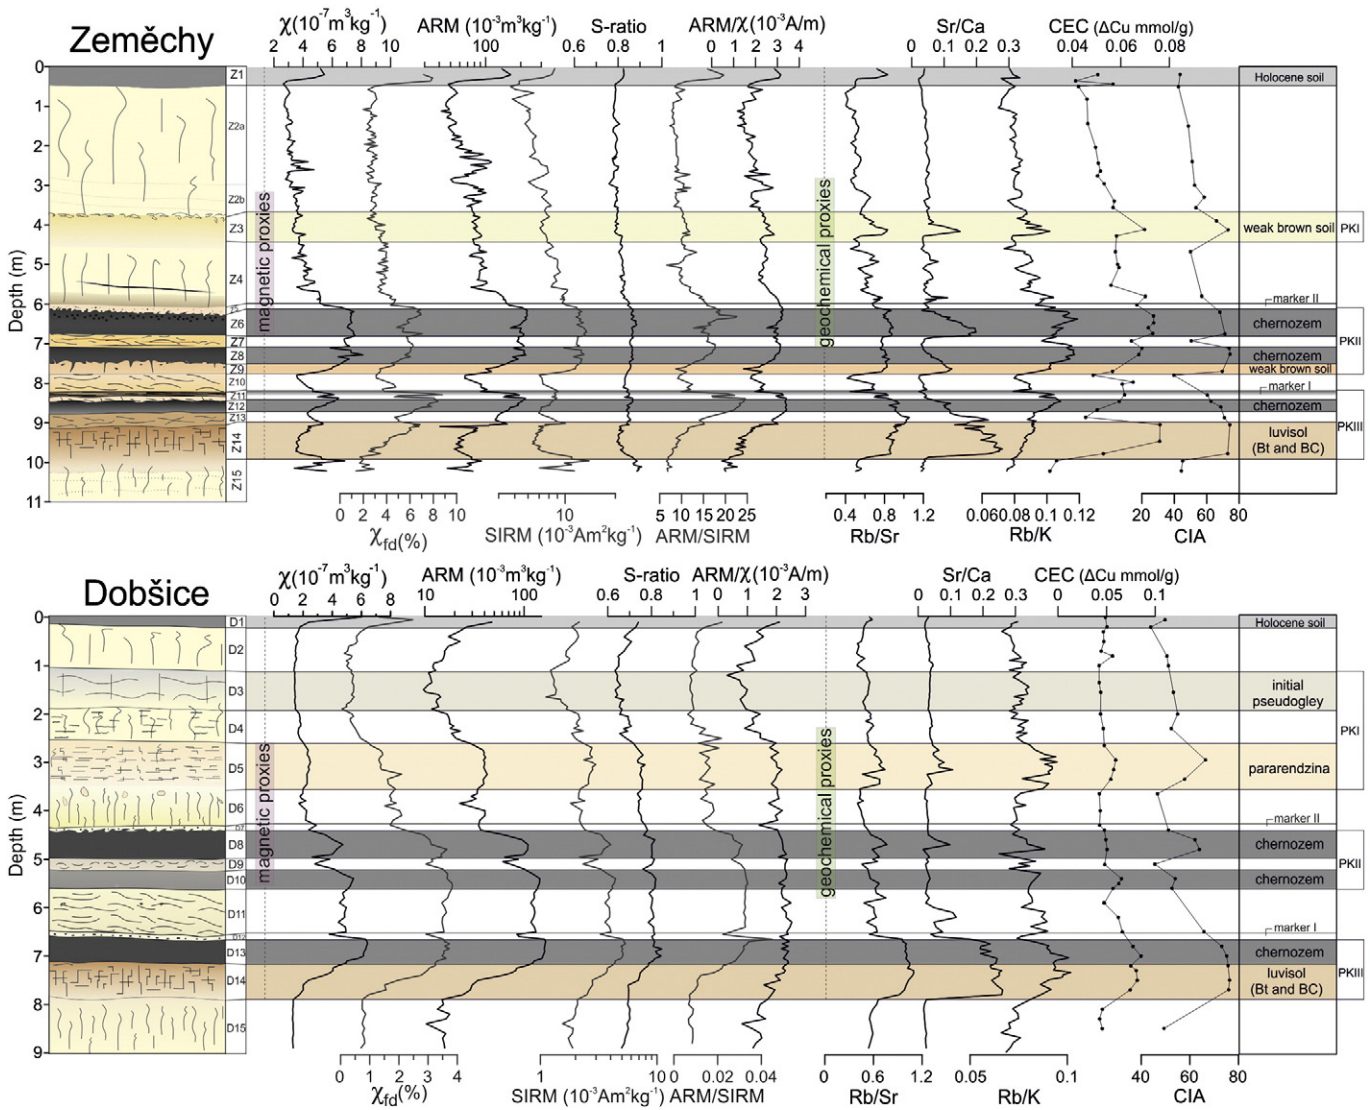 Zeměchy
χ(10⁻⁷m³kg⁻¹) ARM (10⁻³m³kg⁻¹) S-ratio ARM/χ(10⁻³A/m) Sr/Ca CEC (ΔCu mmol/g)
2 4 6 8 10 100 0.6 0.8 1 0 1 2 3 4 0 0.1 0.2 0.3 0.04 0.06 0.08
Depth (m)
0
1
2
3
4
5
6
7
8
9
10
11
Z1
Z2a
Z2b
Z3
Z4
Z6
Z7
Z8
Z9
Z10
Z11
Z12
Z13
Z14
Z15
magnetic proxies
geochemical proxies
Holocene soil
weak brown soil PKI
marker II
chernozem
PKII
chernozem
weak brown soil
marker I
chernozem
PKIII
luvisol
(Bt and BC)
0 2 4 6 8 10 10 5 10 15 20 25 0.4 0.8 1.2 0.06 0.08 0.1 0.12 20 40 60 80
χfd(%) SIRM (10⁻³Am²kg⁻¹) ARM/SIRM Rb/Sr Rb/K CIA
Dobšice
χ(10⁻⁷m³kg⁻¹) ARM (10⁻³m³kg⁻¹) S-ratio ARM/χ(10⁻³A/m) Sr/Ca CEC (ΔCu mmol/g)
0 2 4 6 8 10 100 0.6 0.8 1 0 1 2 3 0 0.1 0.2 0.3 0 0.05 0.1
Depth (m)
0
1
2
3
4
5
6
7
8
9
D1
D2
D3
D4
D5
D6
D7
D8
D9
D10
D11
D12
D13
D14
D15
magnetic proxies
geochemical proxies
Holocene soil
initial
pseudogley
PKI
pararendzina
marker II
chernozem
PKII
chernozem
marker I
chernozem
PKIII
luvisol
(Bt and BC)
0 1 2 3 4 1 10 0 0.02 0.04 0 0.6 1.2 0.05 0.1 40 60 80
χfd(%) SIRM (10⁻³Am²kg⁻¹) ARM/SIRM Rb/Sr Rb/K CIA